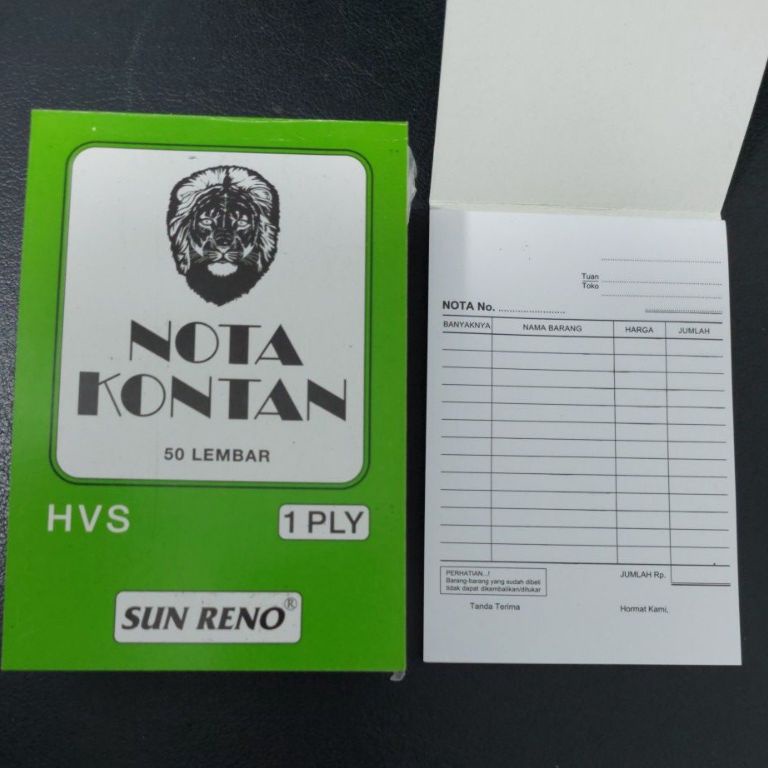 NOTA
KONTAN
50 LEMBAR
HVS
1 PLY
SUN RENO®
Tuan
Toko
NOTA No. ........................
BANYAKNYA NAMA BARANG HARGA JUMLAH
PERHATIAN...!
Barang-barang yang sudah dibeli
tidak dapat dikembalikan/ditukar
JUMLAH Rp.
Tanda Terima Hormat Kami,